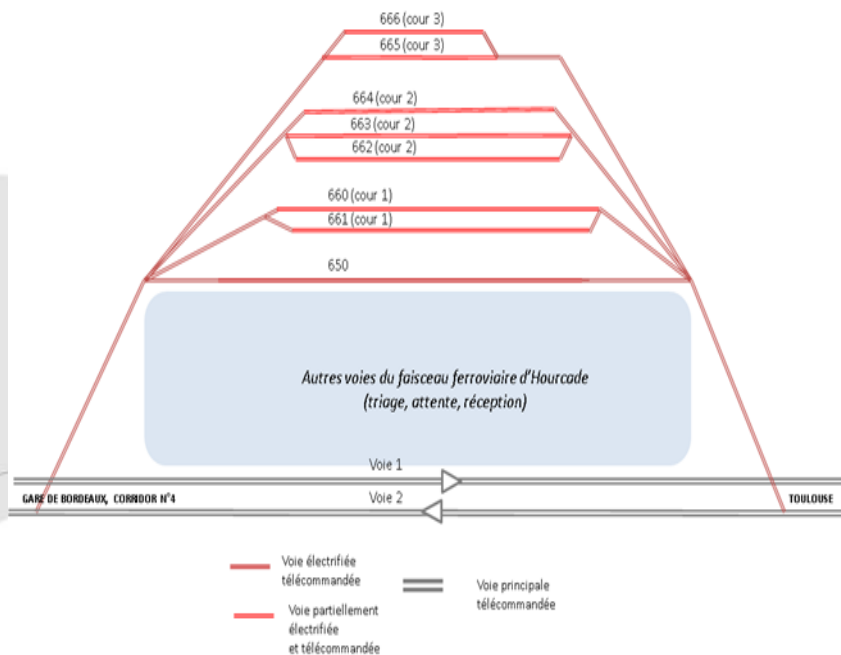 666 (cour 3)
665 (cour 3)
664 (cour 2)
663 (cour 2)
662 (cour 2)
660 (cour 1)
661 (cour 1)
650
Autres voies du faisceau ferroviaire d'Hourcade
(triage, attente, réception)
Voie 1
GARE DE BORDEAUX, CORRIDOR N°4
Voie 2
TOULOUSE
Voie électrifiée
télécommandée
Voie principale
télécommandée
Voie partiellement
électrifiée
et télécommandée